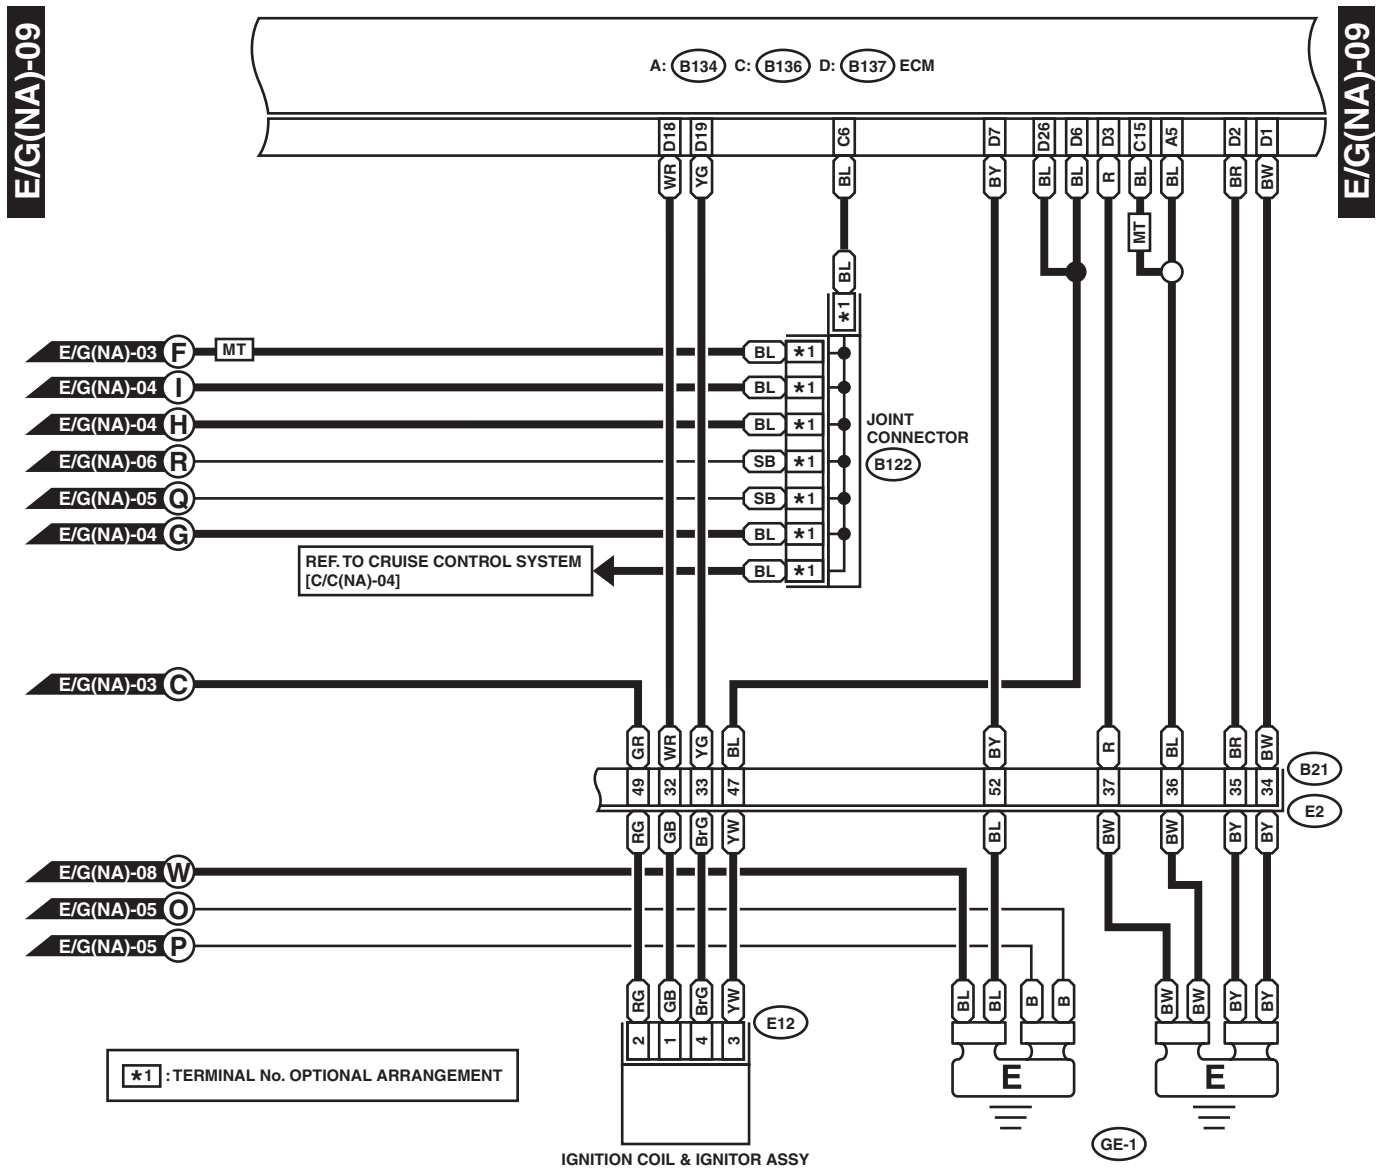 E/G(NA)-09
E/G(NA)-09
A: B134 C: B136 D: B137 ECM
D18 D19 C6 D7 D26 D6 D3 C15 A5 D2 D1
WR YG BL BY BL BL R BL BL BR BW
MT
BL
*1
E/G(NA)-03 F MT BL *1
E/G(NA)-04 I BL *1
E/G(NA)-04 H BL *1
JOINT
CONNECTOR
B122
E/G(NA)-06 R SB *1
E/G(NA)-05 Q SB *1
E/G(NA)-04 G BL *1
REF. TO CRUISE CONTROL SYSTEM
[C/C(NA)-04]
BL *1
E/G(NA)-03 C
GR WR YG BL BY R BL BR BW
B21
49 32 33 47 52 37 36 35 34
E2
RG GB BrG YW BL BW BW BY BY
E/G(NA)-08 W
E/G(NA)-05 O
E/G(NA)-05 P
RG GB BrG YW BL BL B B BW BW BY BY
E12
2 1 4 3
E E
*1 : TERMINAL No. OPTIONAL ARRANGEMENT
GE-1
IGNITION COIL & IGNITOR ASSY